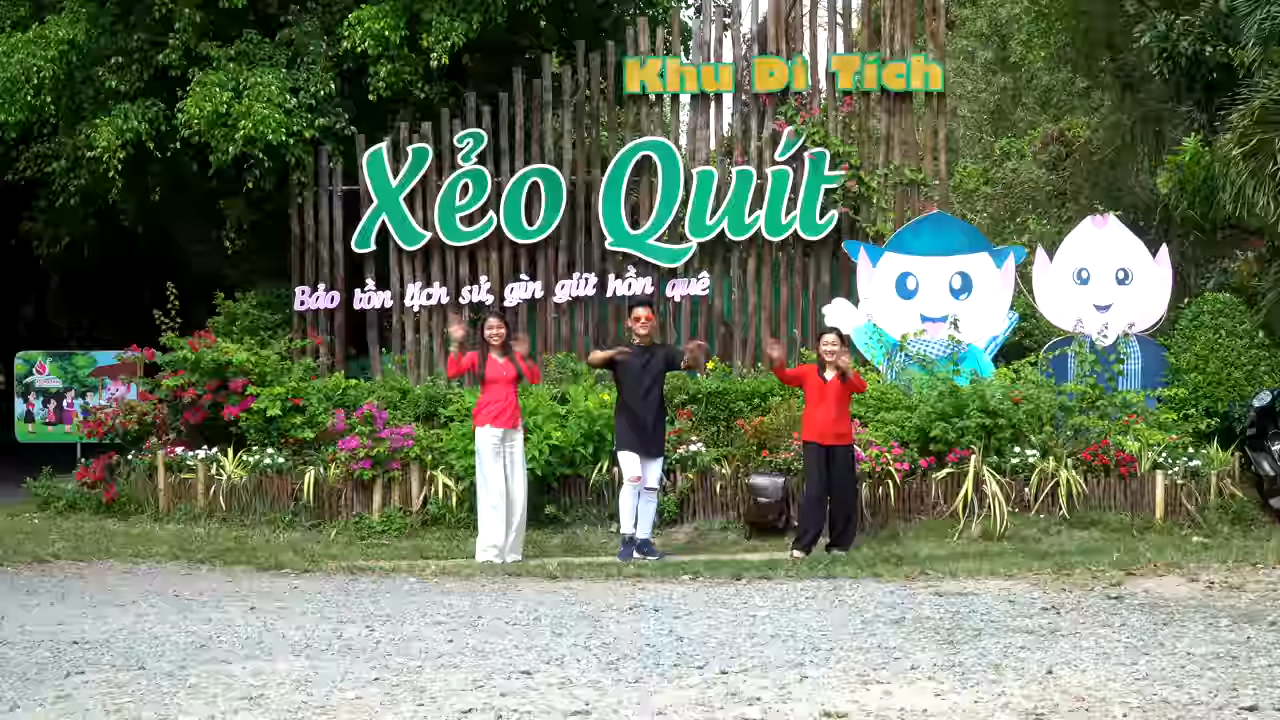 Khu Di Tích
Xẻo Quít
Bảo tồn lịch sử, gìn giữ hồn quê